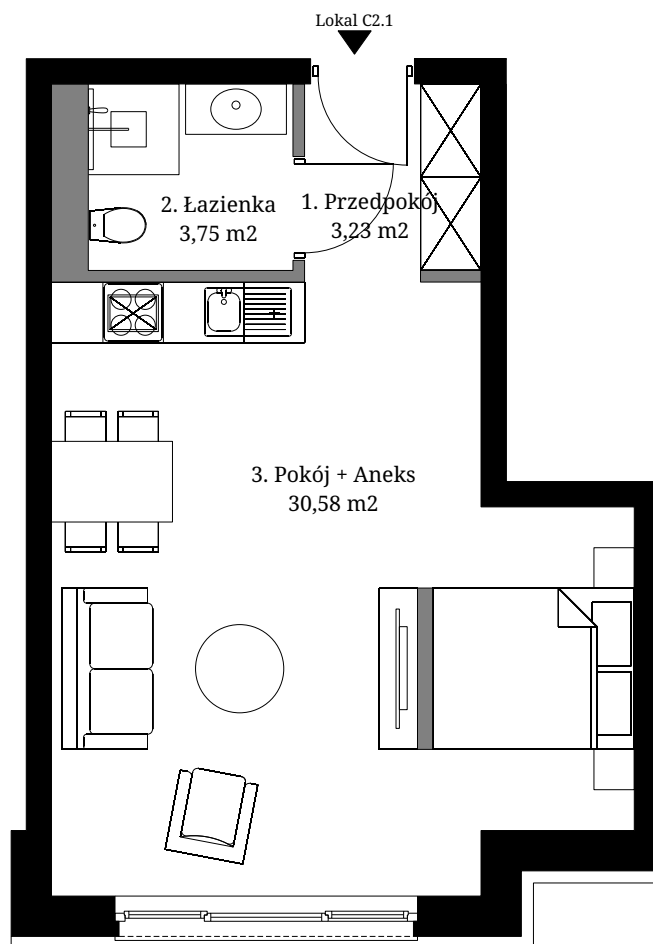 Lokal C2.1
2. Łazienka
3,75 m2
1. Przedpokój
3,23 m2
3. Pokój + Aneks
30,58 m2